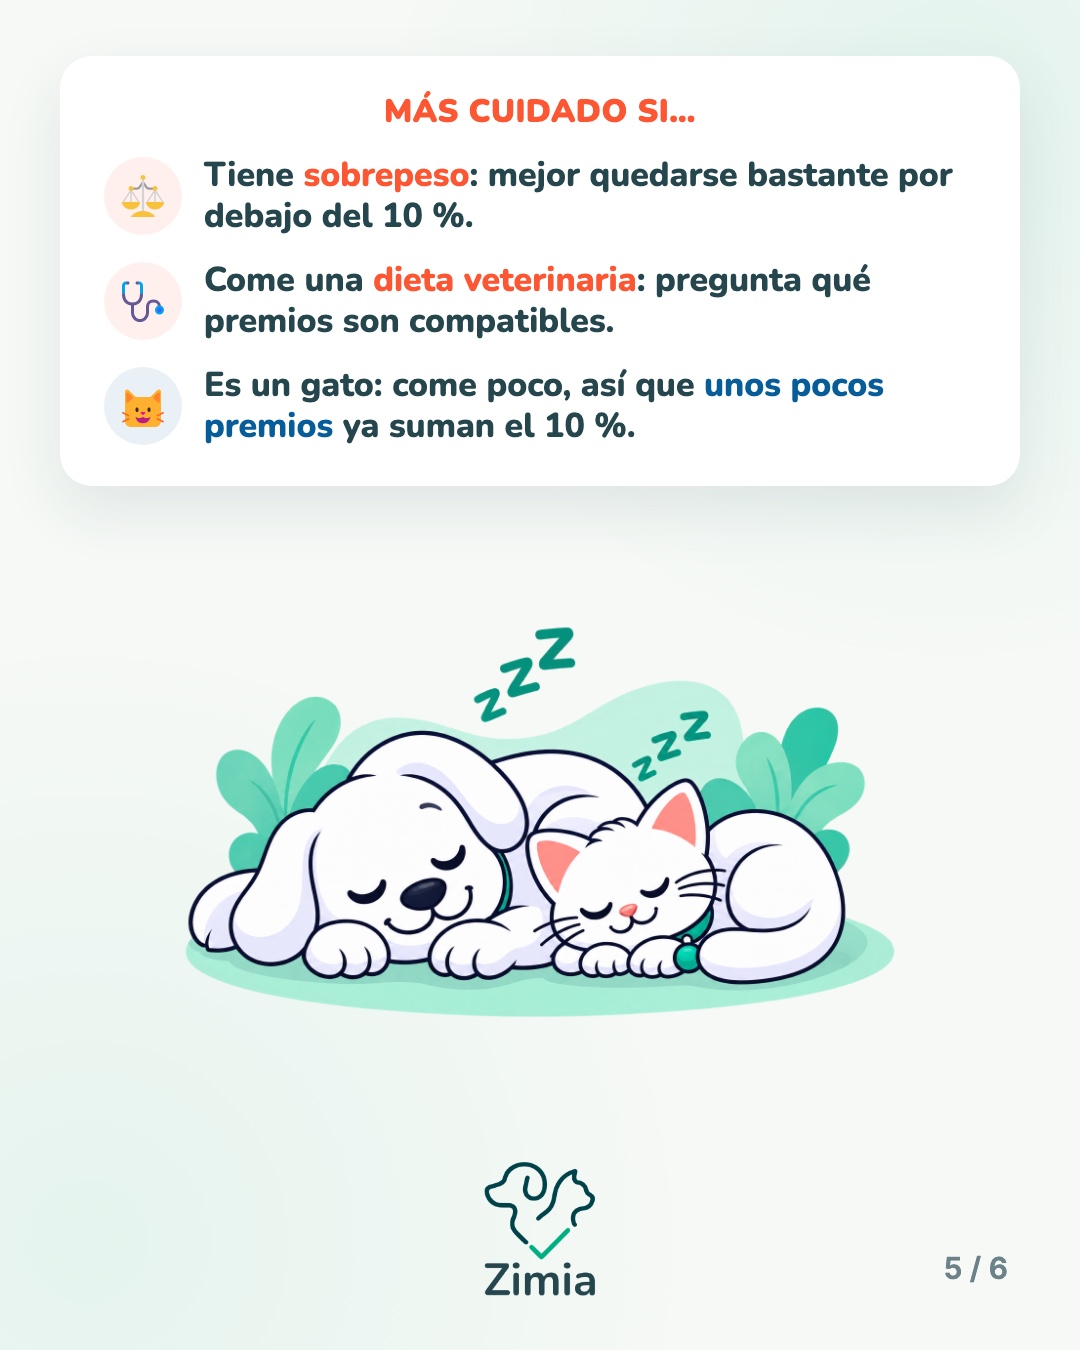 MÁS CUIDADO SI...
Tiene sobrepeso: mejor quedarse bastante por
debajo del 10 %.
Come una dieta veterinaria: pregunta qué
premios son compatibles.
Es un gato: come poco, así que unos pocos
premios ya suman el 10 %.
zzz
zzz
Zimia
5 / 6